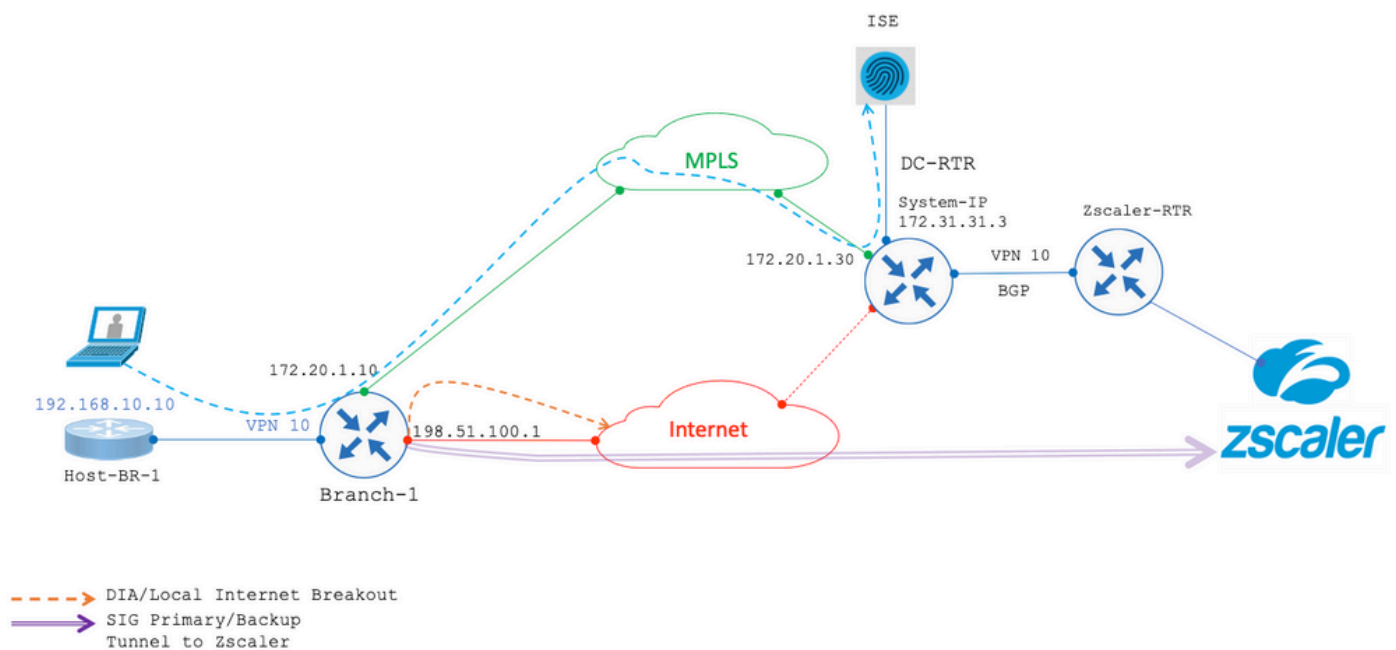 ISE
MPLS
DC-RTR
System-IP
172.31.31.3
Zscaler-RTR
172.20.1.30
VPN 10
BGP
172.20.1.10
192.168.10.10
VPN 10
198.51.100.1
Internet
zscaler
Host-BR-1
Branch-1
DIA/Local Internet Breakout
SIG Primary/Backup
Tunnel to Zscaler